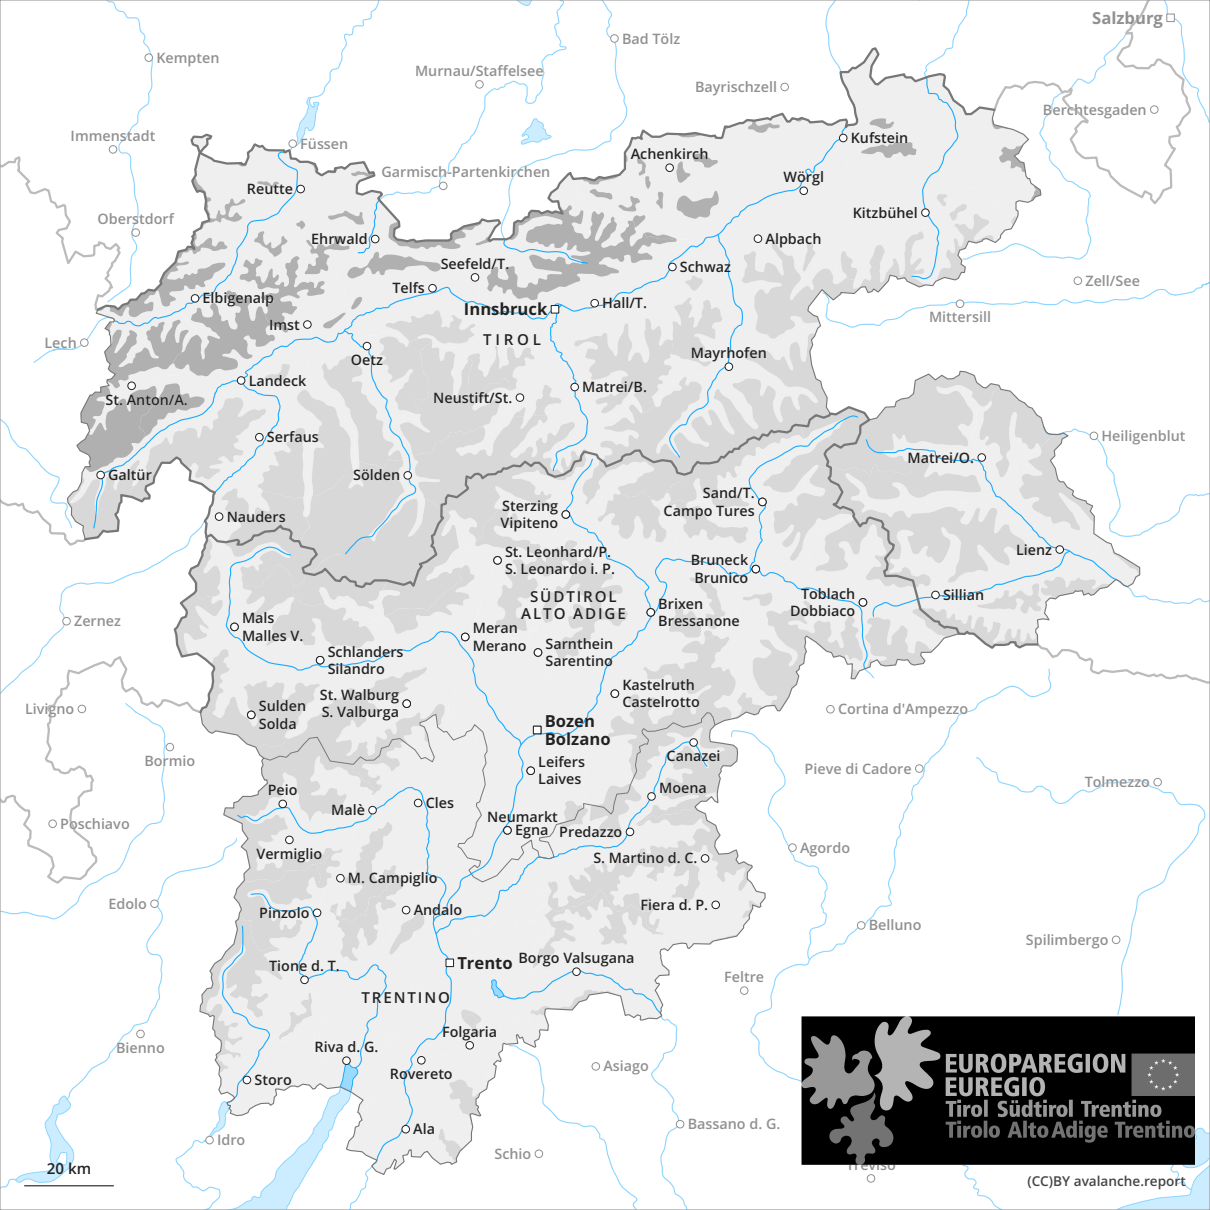 Salzburg
Bad Tölz
Kempten
Murnau/Staffelsee
Bayrischzell
Berchtesgaden
Immenstadt
Kufstein
Füssen
Achenkirch
Garmisch-Partenkirchen
Wörgl
Reutte
Kitzbühel
Oberstdorf
Ehrwald
Alpbach
Seefeld/T.
Schwaz
Zell/See
Telfs
Elbigenalp
Hall/T.
Innsbruck
Mittersill
Imst
TIROL
Lech
Mayrhofen
Oetz
Landeck
Matrei/B.
St. Anton/A.
Neustift/St.
Serfaus
Heiligenblut
Matrei/O.
Galtür
Sölden
Sand/T.
Campo Tures
Sterzing
Vipiteno
Nauders
St. Leonhard/P.
S. Leonardo i. P.
Lienz
Bruneck
Brunico
SÜDTIROL
ALTO ADIGE
Toblach
Dobbiaco
Sillian
Brixen
Bressanone
Mals
Malles V.
Zernez
Meran
Merano
Sarnthein
Sarentino
Schlanders
Silandro
Kastelruth
Castelrotto
St. Walburg
S. Valburga
Sulden
Solda
Livigno
Cortina d'Ampezzo
Bozen
Bolzano
Bormio
Canazei
Leifers
Laives
Pieve di Cadore
Tolmezzo
Peio
Moena
Malè
Cles
Neumarkt
Egna
Predazzo
Poschiavo
Vermiglio
Agordo
S. Martino d. C.
M. Campiglio
Edolo
Pinzolo
Andalo
Fiera d. P.
Belluno
Spilimbergo
Tione d. T.
Trento
Borgo Valsugana
Feltre
TRENTINO
Folgaria
Bienno
Riva d. G.
Rovereto
Asiago
Storo
EUROPAREGION
EUREGIO
Tirol Südtirol Trentino
Tirolo Alto Adige Trentino
Ala
Idro
Bassano d. G.
Schio
Treviso
20 km
(CC)BY avalanche.report